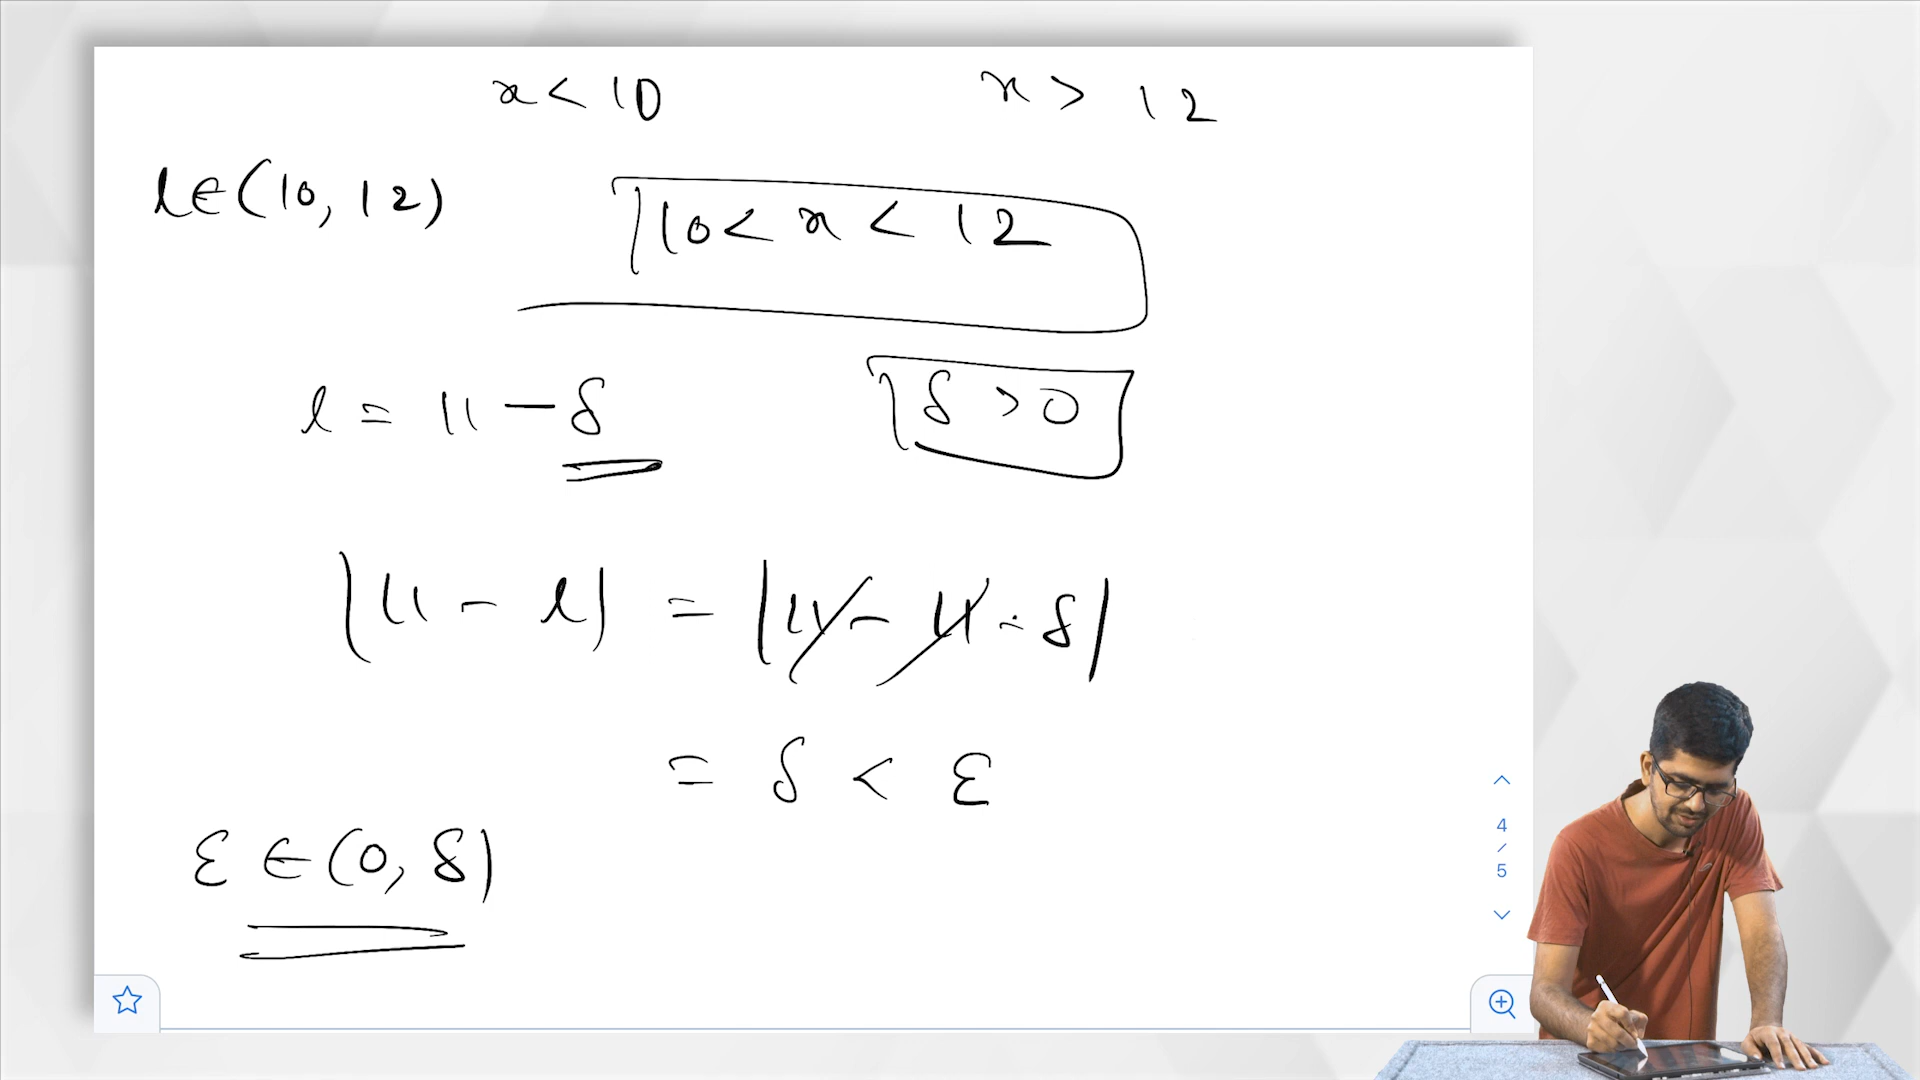 x < 10 x > 12
l ∈ (10, 12) 10 < x < 12
l = 11 - δ δ > 0
|11 - l| = |11 - 11 - δ|
= δ < ε
ε ∈ (0, δ)
4
/
5